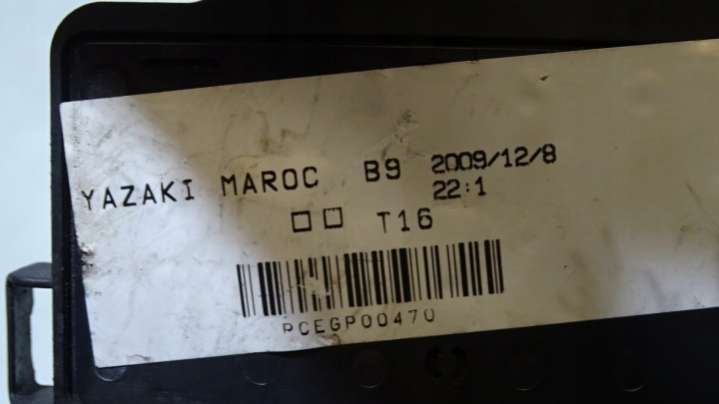 YAZAKI MAROC B9 2009/12/8
22:1
□□ T16
PCEGP00470